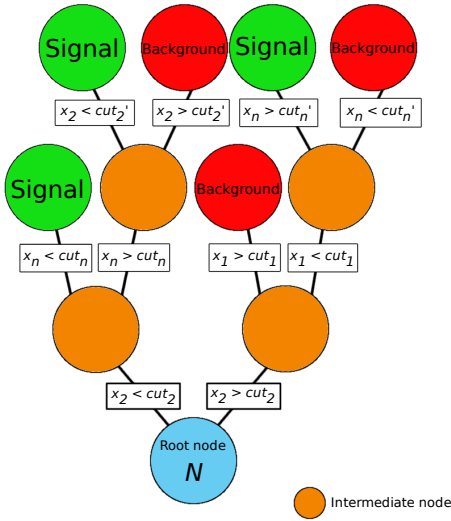 Signal
Background
Signal
Background
x₂ < cut₂'
x₂ > cut₂'
xₙ > cutₙ'
xₙ < cutₙ'
Signal
Background
xₙ < cutₙ
xₙ > cutₙ
x₁ > cut₁
x₁ < cut₁
x₂ < cut₂
x₂ > cut₂
Root node
N
Intermediate node